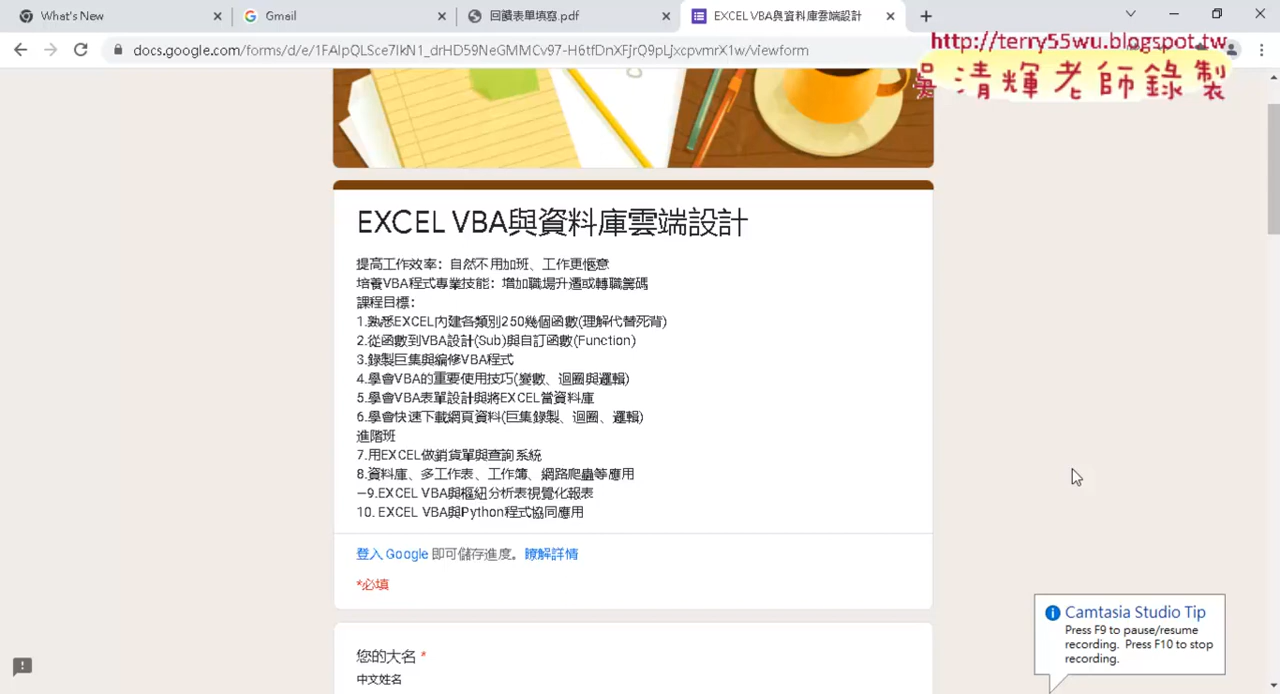 What's New
Gmail
回饋表單填寫.pdf
EXCEL VBA與資料庫雲端設計
docs.google.com/forms/d/e/1FAIpQLSce7IkN1_drHD59NeGMMCv97-H6tfDnXFjrQ9pLjxcpvmrX1w/viewform
http://terry55wu.blogspot.tw
吳清輝老師錄製
EXCEL VBA與資料庫雲端設計
提高工作效率：自然不用加班、工作更愜意
培養VBA程式專業技能：增加職場升遷或轉職籌碼
課程目標：
1.熟悉EXCEL內建各類別250幾個函數(理解代替死背)
2.從函數到VBA設計(Sub)與自訂函數(Function)
3.錄製巨集與編修VBA程式
4.學會VBA的重要使用技巧(變數、迴圈與邏輯)
5.學會VBA表單設計與將EXCEL當資料庫
6.學會快速下載網頁資料(巨集錄製、迴圈、邏輯)
進階班
7.用EXCEL做銷貨單與查詢系統
8.資料庫、多工作表、工作簿、網路爬蟲等應用
—9.EXCEL VBA與樞紐分析表視覺化報表
10. EXCEL VBA與Python程式協同應用
登入 Google 即可儲存進度。瞭解詳情
*必填
您的大名 *
中文姓名
Camtasia Studio Tip
Press F9 to pause/resume
recording. Press F10 to stop
recording.